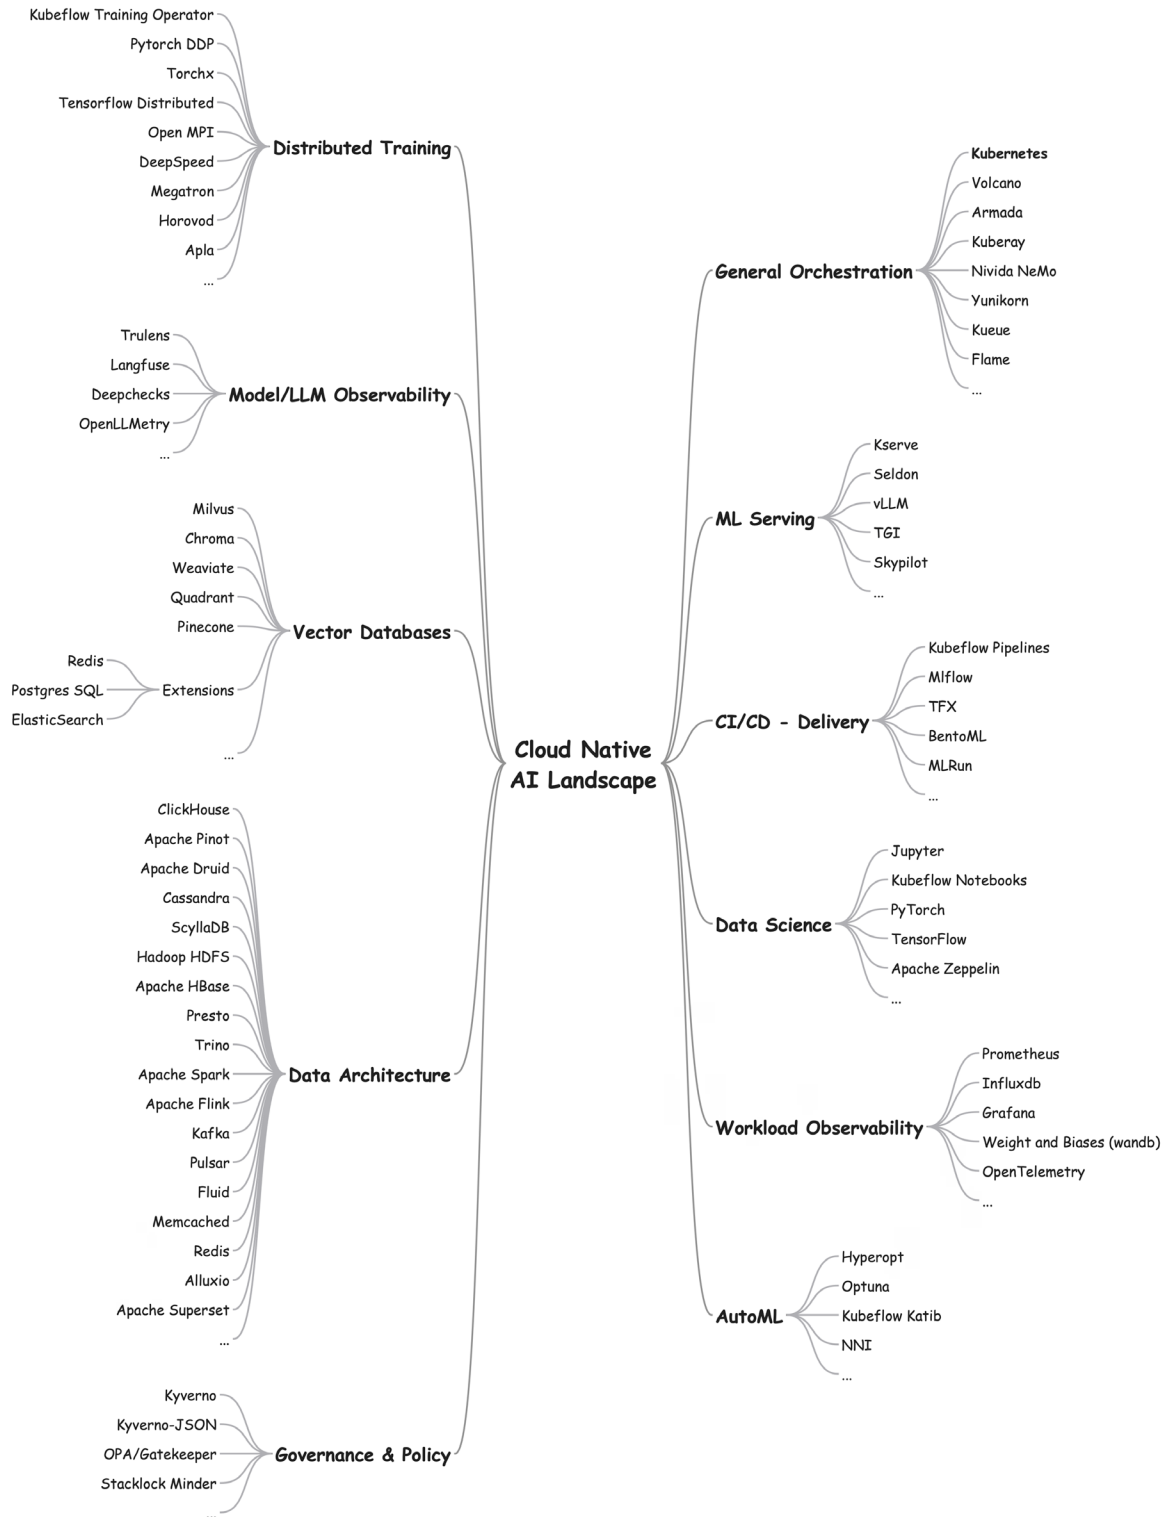 Kubeflow Training Operator
Pytorch DDP
Torchx
Tensorflow Distributed
Open MPI
DeepSpeed
Megatron
Horovod
Apla
...
Distributed Training
Trulens
Langfuse
Deepchecks
OpenLLMetry
...
Model/LLM Observability
Milvus
Chroma
Weaviate
Quadrant
Pinecone
Redis
Postgres SQL
ElasticSearch
Extensions
...
Vector Databases
ClickHouse
Apache Pinot
Apache Druid
Cassandra
ScyllaDB
Hadoop HDFS
Apache HBase
Presto
Trino
Apache Spark
Apache Flink
Kafka
Pulsar
Fluid
Memcached
Redis
Alluxio
Apache Superset
...
Data Architecture
Kyverno
Kyverno-JSON
OPA/Gatekeeper
Stacklock Minder
...
Governance & Policy
Cloud Native
AI Landscape
General Orchestration
Kubernetes
Volcano
Armada
Kuberay
Nivida NeMo
Yunikorn
Kueue
Flame
...
ML Serving
Kserve
Seldon
vLLM
TGI
Skypilot
...
CI/CD - Delivery
Kubeflow Pipelines
Mlflow
TFX
BentoML
MLRun
...
Data Science
Jupyter
Kubeflow Notebooks
PyTorch
TensorFlow
Apache Zeppelin
...
Workload Observability
Prometheus
Influxdb
Grafana
Weight and Biases (wandb)
OpenTelemetry
...
AutoML
Hyperopt
Optuna
Kubeflow Katib
NNI
...